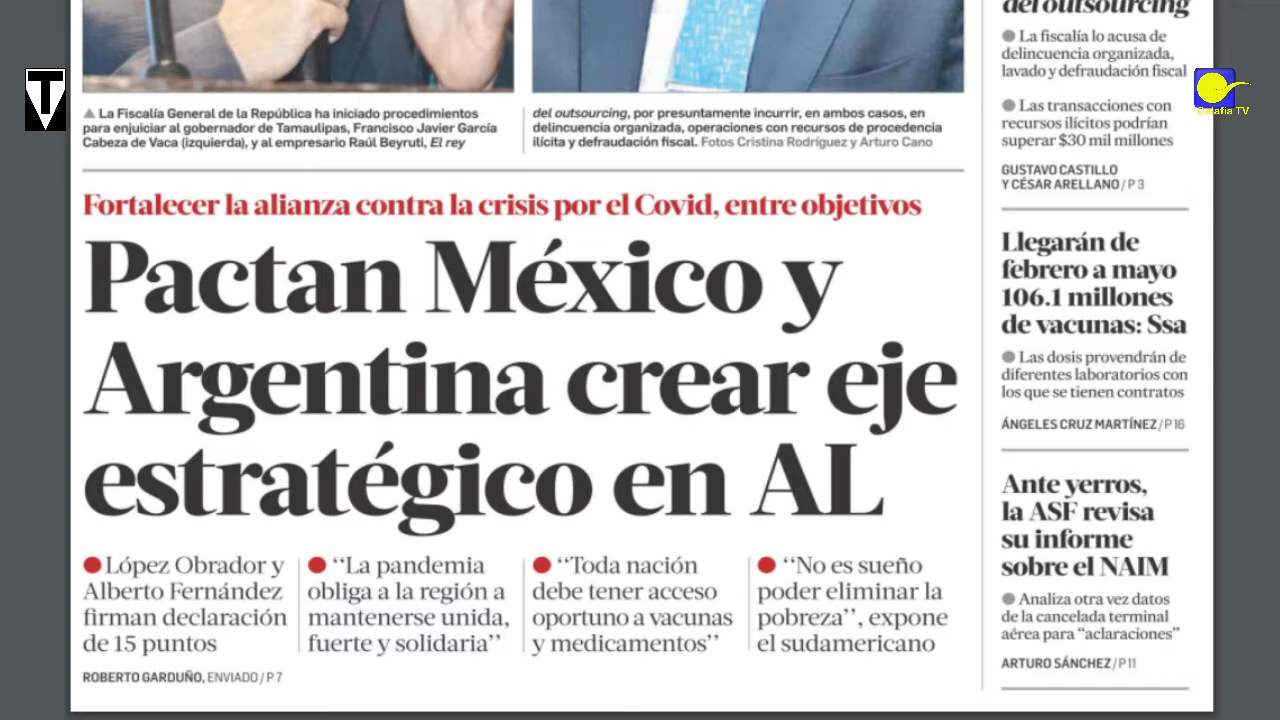 ▲ La Fiscalía General de la República ha iniciado procedimientos
para enjuiciar al gobernador de Tamaulipas, Francisco Javier García
Cabeza de Vaca (izquierda), y al empresario Raúl Beyruti, El rey
del outsourcing, por presuntamente incurrir, en ambos casos, en
delincuencia organizada, operaciones con recursos de procedencia
ilícita y defraudación fiscal. Fotos Cristina Rodríguez y Arturo Cano
Fortalecer la alianza contra la crisis por el Covid, entre objetivos
Pactan México y
Argentina crear eje
estratégico en AL
● López Obrador y
Alberto Fernández
firman declaración
de 15 puntos
● “La pandemia
obliga a la región a
mantenerse unida,
fuerte y solidaria”
● “Toda nación
debe tener acceso
oportuno a vacunas
y medicamentos”
● “No es sueño
poder eliminar la
pobreza”, expone
el sudamericano
ROBERTO GARDUÑO, ENVIADO / P 7
del outsourcing
● La fiscalía lo acusa de
delincuencia organizada,
lavado y defraudación fiscal
● Las transacciones con
recursos ilícitos podrían
superar $30 mil millones
GUSTAVO CASTILLO
Y CÉSAR ARELLANO / P 3
Llegarán de
febrero a mayo
106.1 millones
de vacunas: Ssa
● Las dosis provendrán de
diferentes laboratorios con
los que se tienen contratos
ÁNGELES CRUZ MARTÍNEZ / P 16
Ante yerros,
la ASF revisa
su informe
sobre el NAIM
● Analiza otra vez datos
de la cancelada terminal
aérea para “aclaraciones”
ARTURO SÁNCHEZ / P 11
T
Calafia TV